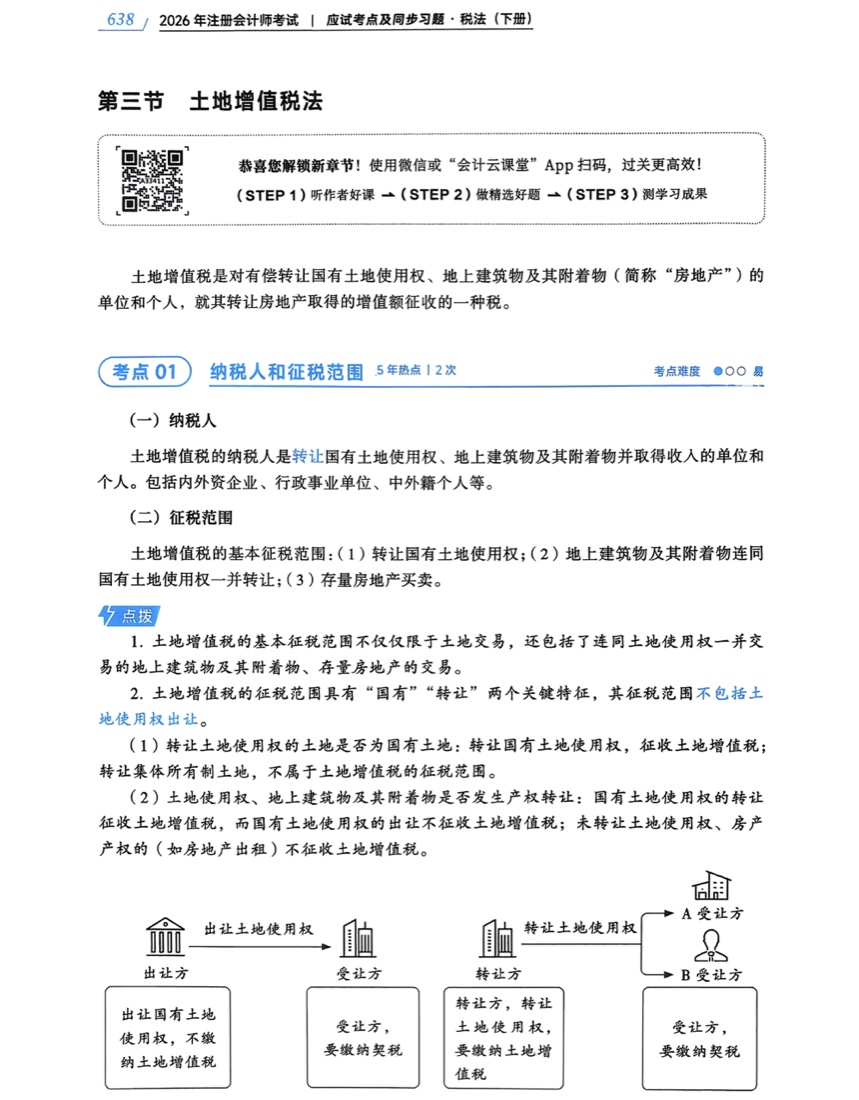 638 / 2026 年注册会计师考试 | 应试考点及同步习题·税法（下册）
第三节 土地增值税法
恭喜您解锁新章节！使用微信或“会计云课堂”App 扫码，过关更高效！
（STEP 1）听作者好课 ⇀（STEP 2）做精选好题 ⇀（STEP 3）测学习成果
土地增值税是对有偿转让国有土地使用权、地上建筑物及其附着物（简称“房地产”）的
单位和个人，就其转让房地产取得的增值额征收的一种税。
考点 01 纳税人和征税范围 5 年热点 | 2 次 考点难度 ●○○ 易
（一）纳税人
土地增值税的纳税人是转让国有土地使用权、地上建筑物及其附着物并取得收入的单位和
个人。包括内外资企业、行政事业单位、中外籍个人等。
（二）征税范围
土地增值税的基本征税范围：（1）转让国有土地使用权；（2）地上建筑物及其附着物连同
国有土地使用权一并转让；（3）存量房地产买卖。
点拨
1. 土地增值税的基本征税范围不仅仅限于土地交易，还包括了连同土地使用权一并交
易的地上建筑物及其附着物、存量房地产的交易。
2. 土地增值税的征税范围具有“国有”“转让”两个关键特征，其征税范围不包括土
地使用权出让。
（1）转让土地使用权的土地是否为国有土地：转让国有土地使用权，征收土地增值税；
转让集体所有制土地，不属于土地增值税的征税范围。
（2）土地使用权、地上建筑物及其附着物是否发生产权转让：国有土地使用权的转让
征收土地增值税，而国有土地使用权的出让不征收土地增值税；未转让土地使用权、房产
产权的（如房地产出租）不征收土地增值税。
出让土地使用权
出让方
受让方
转让土地使用权
转让方
A 受让方
B 受让方
出让国有土地
使用权，不缴
纳土地增值税
受让方，
要缴纳契税
转让方，转让
土地使用权，
要缴纳土地增
值税
受让方，
要缴纳契税